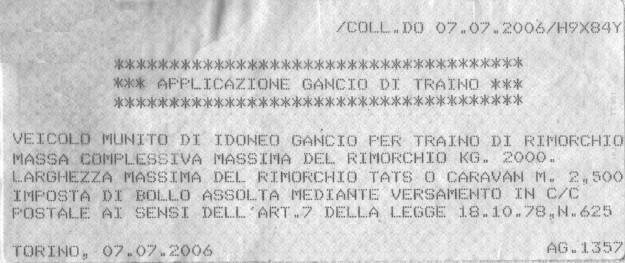 /COLL.DO 07.07.2006/H9X84Y
***************************************
*** APPLICAZIONE GANCIO DI TRAINO ***
***************************************
VEICOLO MUNITO DI IDONEO GANCIO PER TRAINO DI RIMORCHIO
MASSA COMPLESSIVA MASSIMA DEL RIMORCHIO KG. 2000.
LARGHEZZA MASSIMA DEL RIMORCHIO TATS O CARAVAN M. 2,500
IMPOSTA DI BOLLO ASSOLTA MEDIANTE VERSAMENTO IN C/C
POSTALE AI SENSI DELL'ART.7 DELLA LEGGE 18.10.78,N.625
TORINO, 07.07.2006 AG.1357